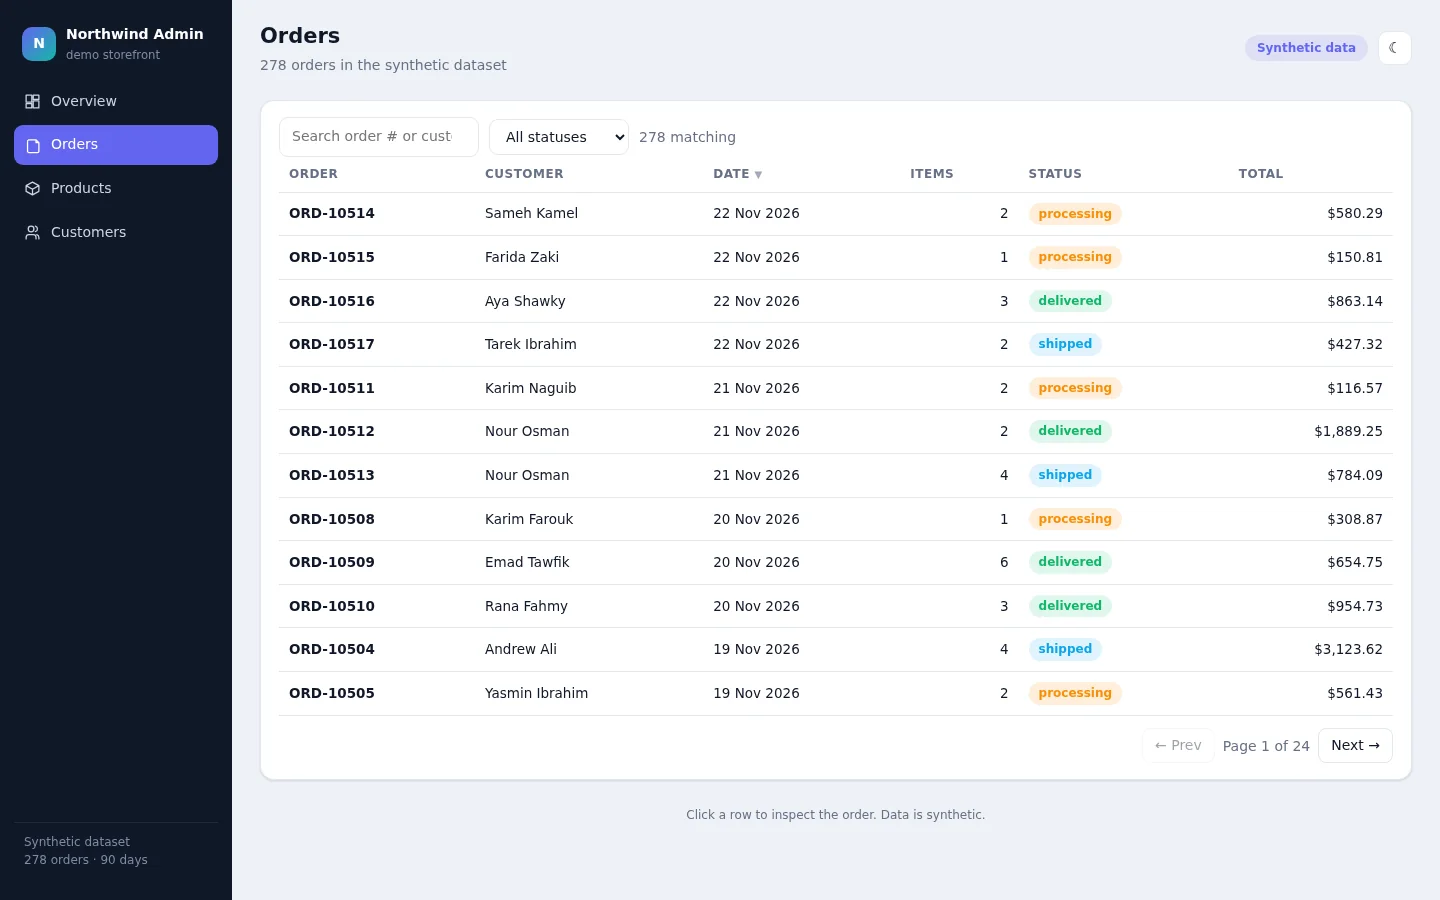 N
Northwind Admin
demo storefront
Overview
Orders
Products
Customers
Synthetic dataset
278 orders · 90 days
Orders
278 orders in the synthetic dataset
Synthetic data
☾
Search order # or cust
All statuses
278 matching
ORDER CUSTOMER DATE ▼ ITEMS STATUS TOTAL
ORD-10514 Sameh Kamel 22 Nov 2026 2 processing $580.29
ORD-10515 Farida Zaki 22 Nov 2026 1 processing $150.81
ORD-10516 Aya Shawky 22 Nov 2026 3 delivered $863.14
ORD-10517 Tarek Ibrahim 22 Nov 2026 2 shipped $427.32
ORD-10511 Karim Naguib 21 Nov 2026 2 processing $116.57
ORD-10512 Nour Osman 21 Nov 2026 2 delivered $1,889.25
ORD-10513 Nour Osman 21 Nov 2026 4 shipped $784.09
ORD-10508 Karim Farouk 20 Nov 2026 1 processing $308.87
ORD-10509 Emad Tawfik 20 Nov 2026 6 delivered $654.75
ORD-10510 Rana Fahmy 20 Nov 2026 3 delivered $954.73
ORD-10504 Andrew Ali 19 Nov 2026 4 shipped $3,123.62
ORD-10505 Yasmin Ibrahim 19 Nov 2026 2 processing $561.43
← Prev Page 1 of 24 Next →
Click a row to inspect the order. Data is synthetic.